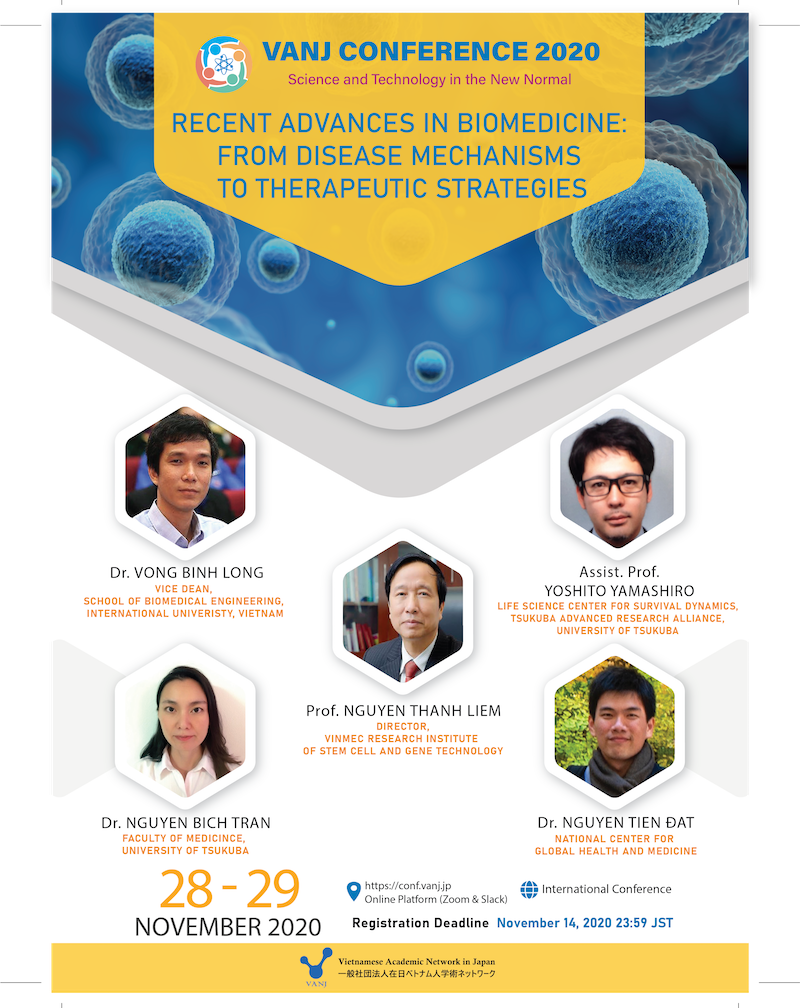 VANJ CONFERENCE 2020
Science and Technology in the New Normal
RECENT ADVANCES IN BIOMEDICINE:
FROM DISEASE MECHANISMS
TO THERAPEUTIC STRATEGIES
Dr. VONG BINH LONG
VICE DEAN,
SCHOOL OF BIOMEDICAL ENGINEERING,
INTERNATIONAL UNIVERISTY, VIETNAM
Assist. Prof.
YOSHITO YAMASHIRO
LIFE SCIENCE CENTER FOR SURVIVAL DYNAMICS,
TSUKUBA ADVANCED RESEARCH ALLIANCE,
UNIVERSITY OF TSUKUBA
Prof. NGUYEN THANH LIEM
DIRECTOR,
VINMEC RESEARCH INSTITUTE
OF STEM CELL AND GENE TECHNOLOGY
Dr. NGUYEN BICH TRAN
FACULTY OF MEDICINCE,
UNIVERSITY OF TSUKUBA
Dr. NGUYEN TIEN ĐAT
NATIONAL CENTER FOR
GLOBAL HEALTH AND MEDICINE
28 - 29
NOVEMBER 2020
https://conf.vanj.jp
Online Platform (Zoom & Slack)
International Conference
Registration Deadline November 14, 2020 23:59 JST
VANJ
Vietnamese Academic Network in Japan
一般社団法人在日ベトナム人学術ネットワーク